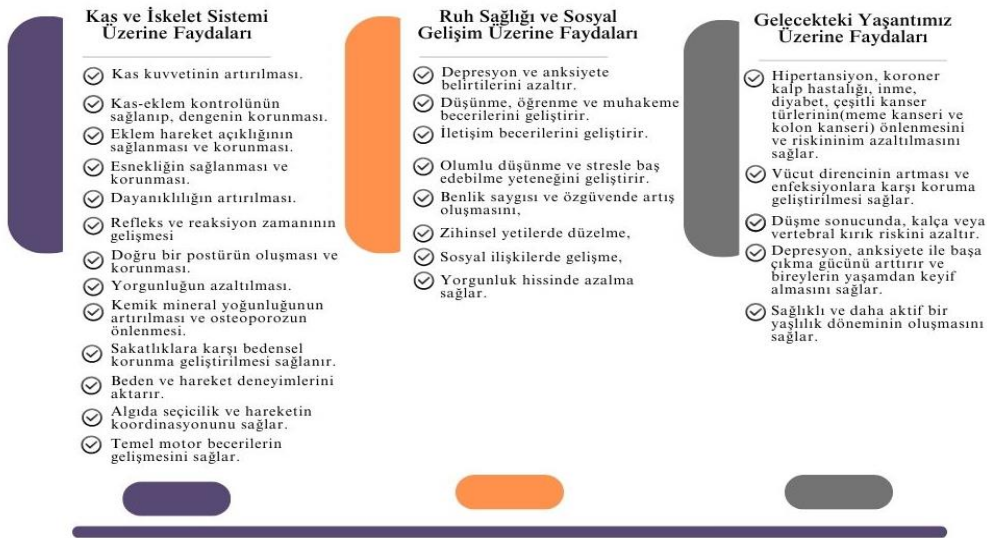 Kas ve İskelet Sistemi
Üzerine Faydaları
Kas kuvvetinin artırılması.
Kas-eklem kontrolünün
sağlanıp, dengenin korunması.
Eklem hareket açıklığının
sağlanması ve korunması.
Esnekliğin sağlanması ve
korunması.
Dayanıklılığın artırılması.
Refleks ve reaksiyon zamanının
gelişmesi
Doğru bir postürün oluşması ve
korunması.
Yorgunluğun azaltılması.
Kemik mineral yoğunluğunun
artırılması ve osteoporozun
önlenmesi.
Sakatlıklara karşı bedensel
korunma geliştirilmesi sağlanır.
Beden ve hareket deneyimlerini
aktarır.
Algıda seçicilik ve hareketin
koordinasyonunu sağlar.
Temel motor becerilerin
gelişmesini sağlar.
Ruh Sağlığı ve Sosyal
Gelişim Üzerine Faydaları
Depresyon ve anksiyete
belirtilerini azaltır.
Düşünme, öğrenme ve muhakeme
becerilerini geliştirir.
İletişim becerilerini geliştirir.
Olumlu düşünme ve stresle baş
edebilme yeteneğini geliştirir.
Benlik saygısı ve özgüvende artış
oluşmasını,
Zihinsel yetilerde düzelme,
Sosyal ilişkilerde gelişme,
Yorgunluk hissinde azalma
sağlar.
Gelecekteki Yaşantımız
Üzerine Faydaları
Hipertansiyon, koroner
kalp hastalığı, inme,
diyabet, çeşitli kanser
türlerinin(meme kanseri ve
kolon kanseri) önlenmesini
ve riskininim azaltılmasını
sağlar.
Vücut direncinin artması ve
enfeksiyonlara karşı koruma
geliştirilmesi sağlar.
Düşme sonucunda, kalça veya
vertebral kırık riskini azaltır.
Depresyon, anksiyete ile başa
çıkma gücünü arttırır ve
bireylerin yaşamdan keyif
almasını sağlar.
Sağlıklı ve daha aktif bir
yaşlılık döneminin oluşmasını
sağlar.